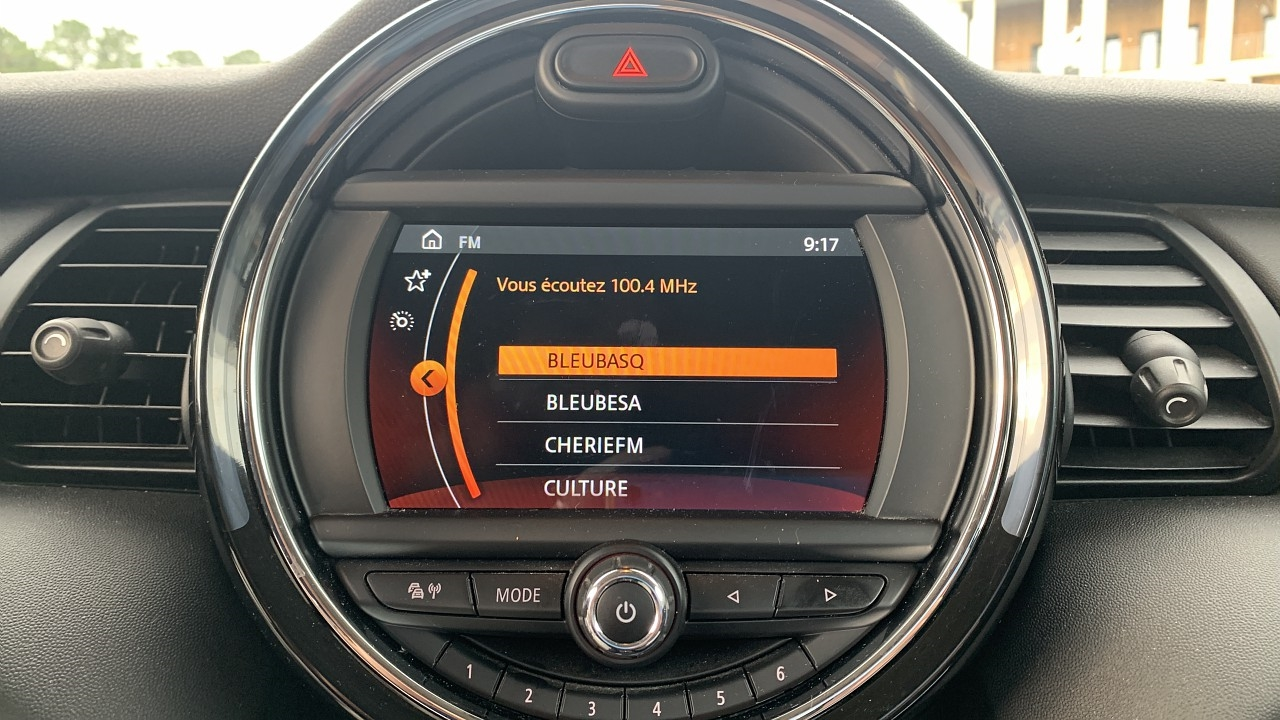 FM 9:17
Vous écoutez 100.4 MHz
BLEUBASQ
BLEUBESA
CHERIEFM
CULTURE
MODE
1 2 3 4 5 6